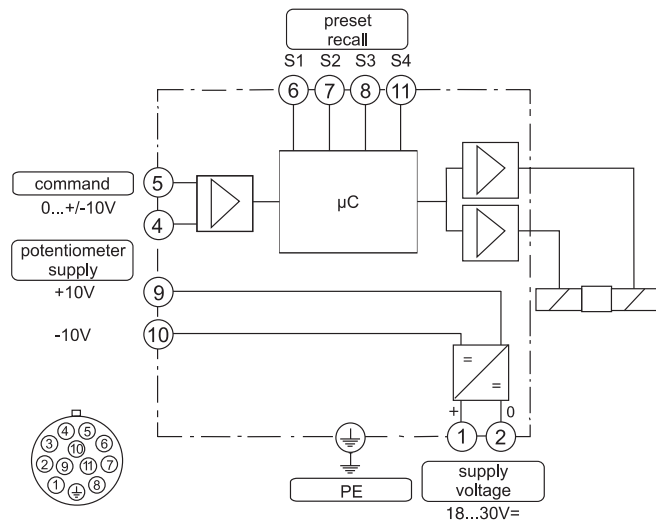 preset
recall
S1 S2 S3 S4
6 7 8 11
command
0...+/-10V
5
4
µC
potentiometer
supply
+10V
9
-10V
10
=
=
+ 0
1 2
PE
supply
voltage
18...30V=
4 5
3 10 6
2 9 11 7
1 8